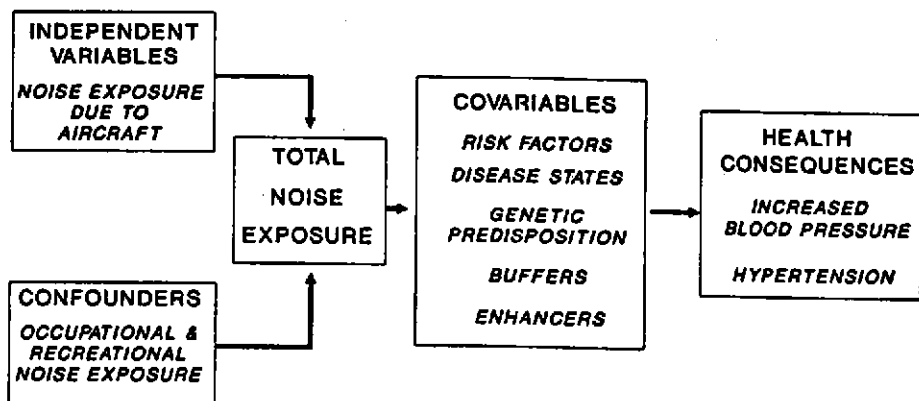 INDEPENDENT
VARIABLES
NOISE EXPOSURE
DUE TO
AIRCRAFT
CONFOUNDERS
OCCUPATIONAL &
RECREATIONAL
NOISE EXPOSURE
TOTAL
NOISE
EXPOSURE
COVARIABLES
RISK FACTORS
DISEASE STATES
GENETIC
PREDISPOSITION
BUFFERS
ENHANCERS
HEALTH
CONSEQUENCES
INCREASED
BLOOD PRESSURE
HYPERTENSION